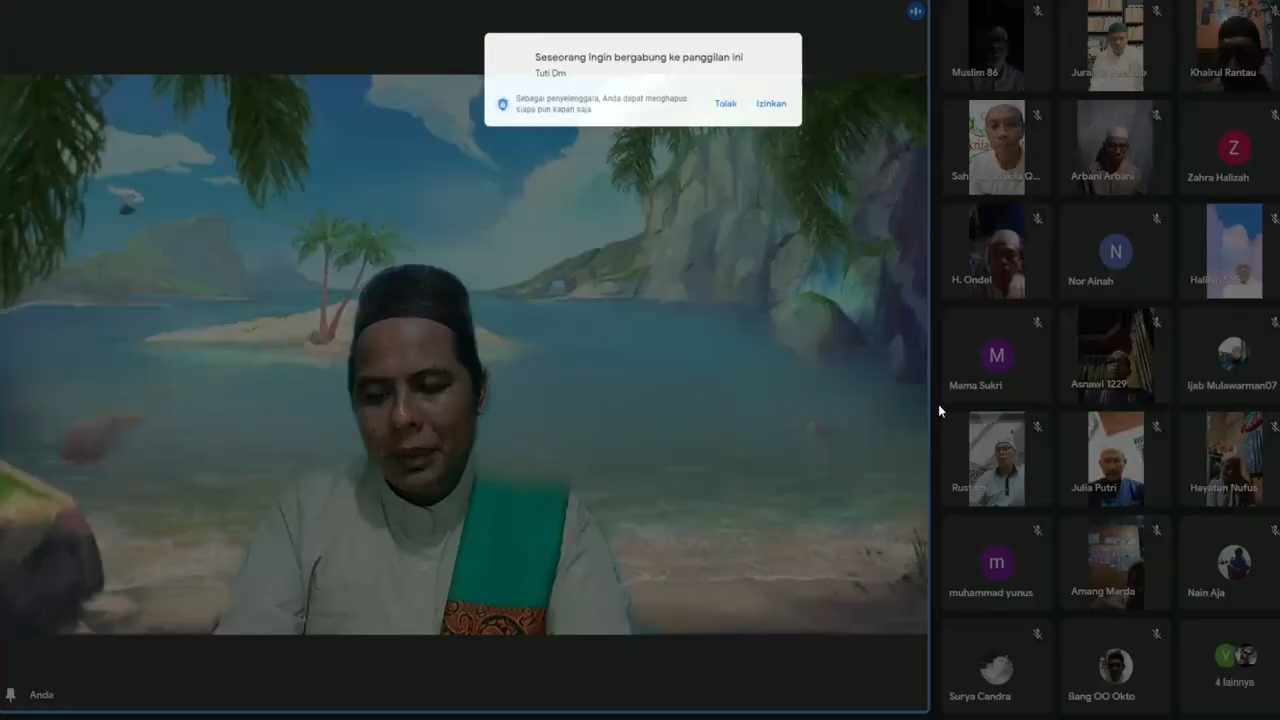 Seseorang ingin bergabung ke panggilan ini
Tuti Dm
Sebagai penyelenggara, Anda dapat menghapus
siapa pun kapan saja
Tolak
Izinkan
Muslim 86
Khairul Rantau
Arbani Arbani
Z
Zahra Halizah
H. Ondel
N
Nor Ainah
M
Mama Sukri
Asnawi 1229
Ijab Mulawarman07
Rustam
Julia Putri
Hayatun Nufus
m
muhammad yunus
Amang Marda
Nain Aja
Surya Candra
Bang OO Okto
V
4 lainnya
Anda